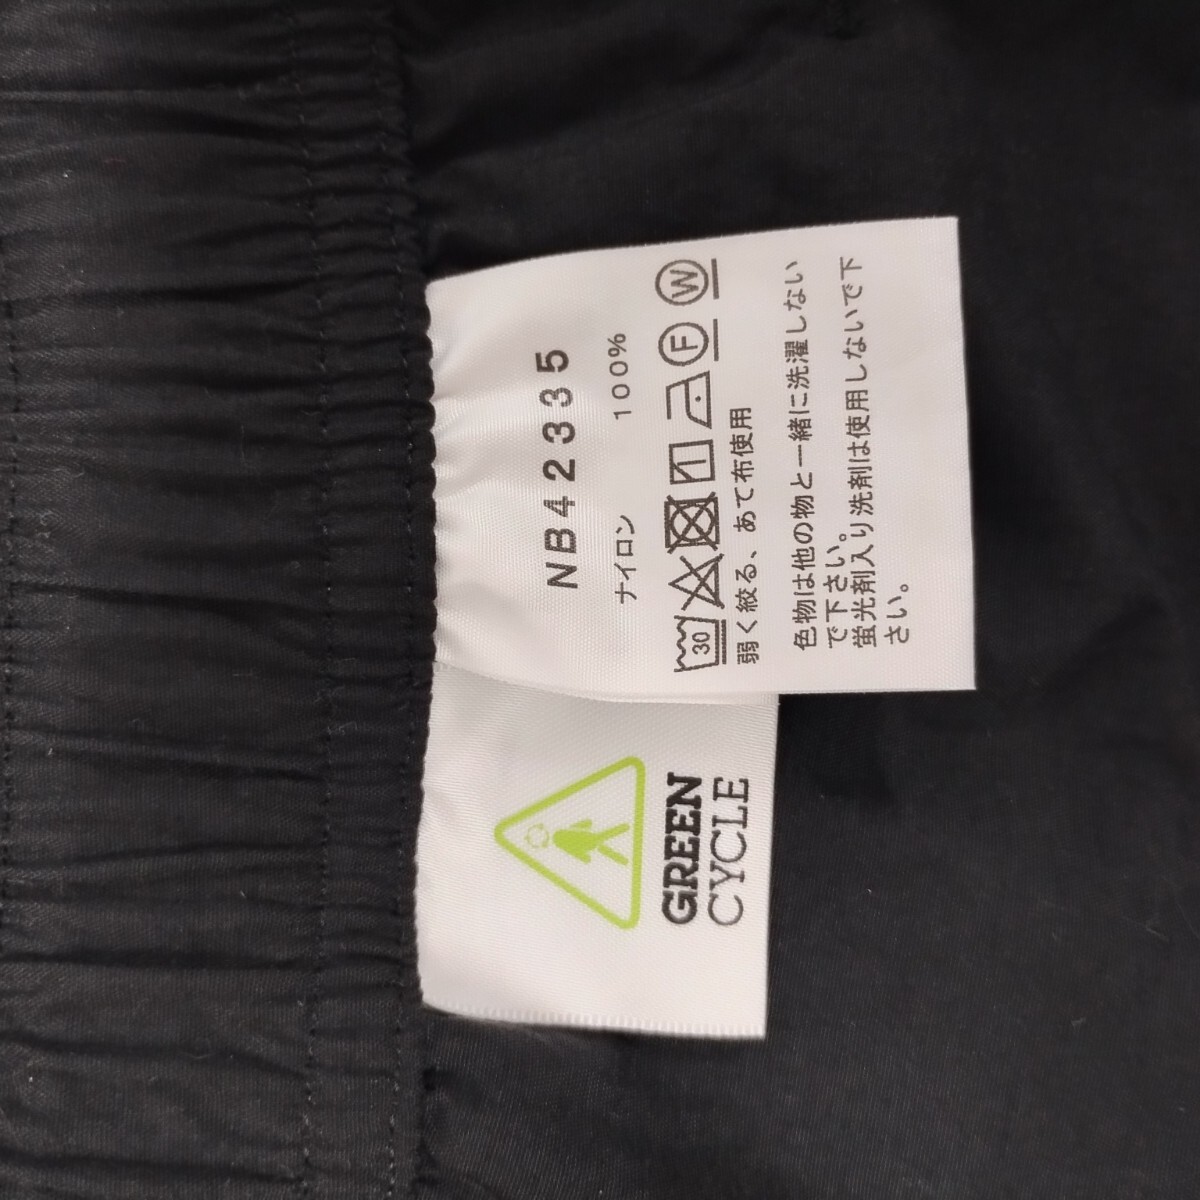 NB42335
ナイロン 100%
30 F W
弱く絞る、あて布使用
色物は他の物と一緒に洗濯しない
で下さい。
蛍光剤入り洗剤は使用しないで下
さい。
GREEN
CYCLE